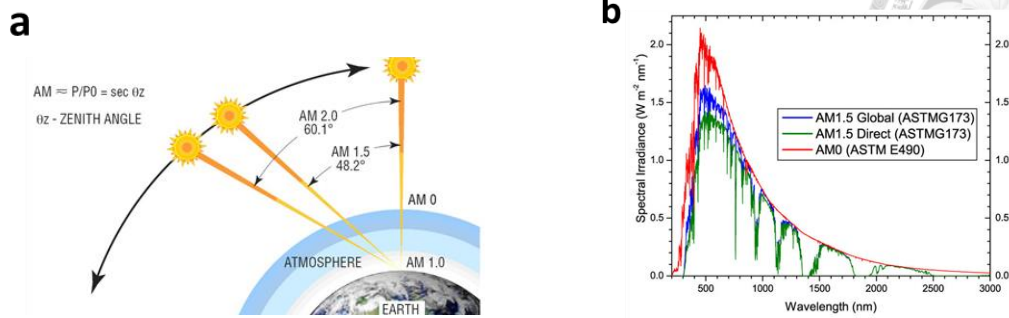 a
AM ≈ P/P0 = sec θz
θz - ZENITH ANGLE
AM 2.0
60.1°
AM 1.5
48.2°
AM 0
ATMOSPHERE
AM 1.0
EARTH
b
Spectral Irradiance (W m⁻² nm⁻¹)
2.0
1.5
1.0
0.5
0.0
2.0
1.5
1.0
0.5
0.0
AM1.5 Global (ASTMG173)
AM1.5 Direct (ASTMG173)
AM0 (ASTM E490)
500 1000 1500 2000 2500 3000
Wavelength (nm)